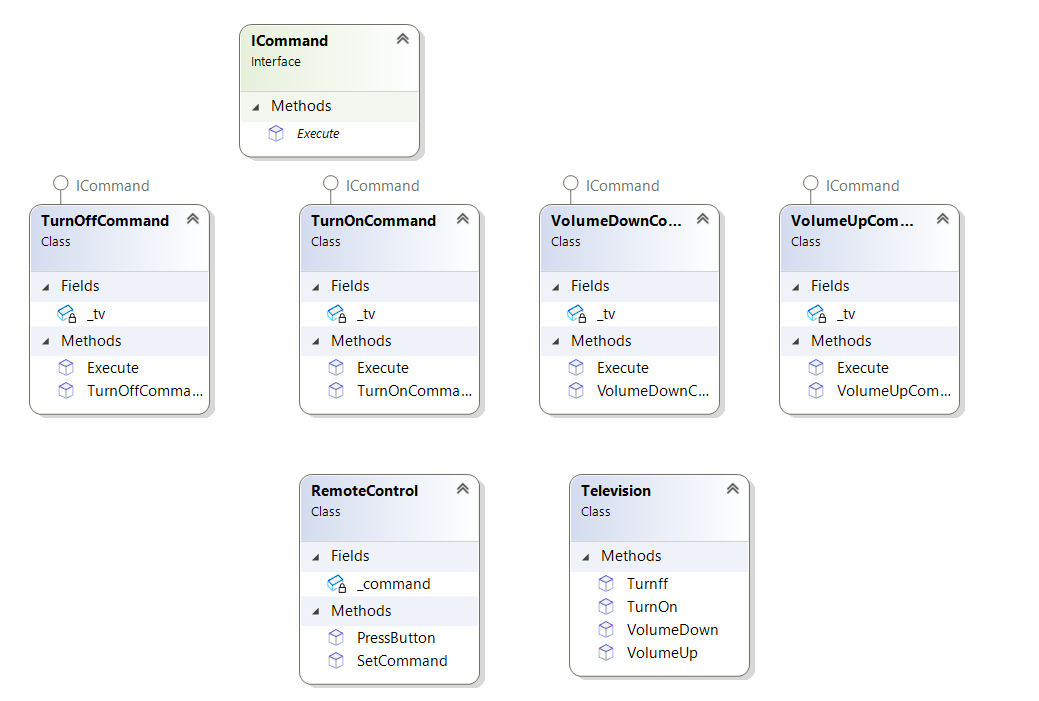 ICommand
Interface
Methods
Execute
ICommand
TurnOffCommand
Class
Fields
_tv
Methods
Execute
TurnOffComma...
ICommand
TurnOnCommand
Class
Fields
_tv
Methods
Execute
TurnOnComma...
ICommand
VolumeDownCo...
Class
Fields
_tv
Methods
Execute
VolumeDownC...
ICommand
VolumeUpCom...
Class
Fields
_tv
Methods
Execute
VolumeUpCom...
RemoteControl
Class
Fields
_command
Methods
PressButton
SetCommand
Television
Class
Methods
Turnff
TurnOn
VolumeDown
VolumeUp